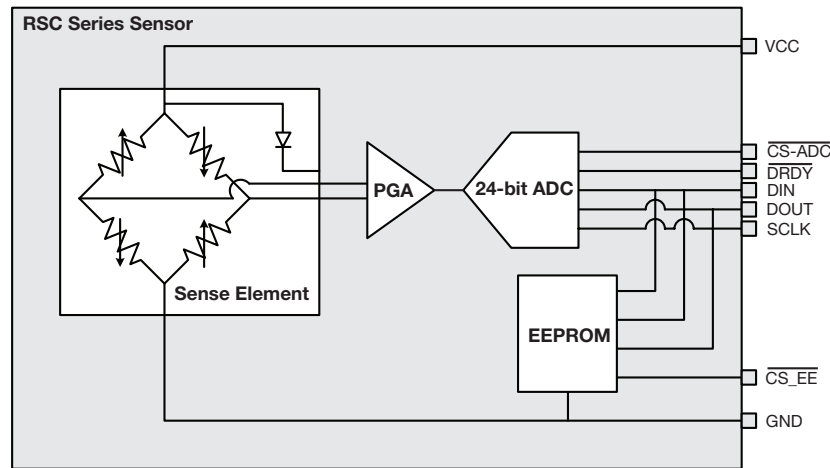 RSC Series Sensor
VCC
CS-ADC
DRDY
PGA
24-bit ADC
DIN
DOUT
SCLK
Sense Element
EEPROM
CS_EE
GND